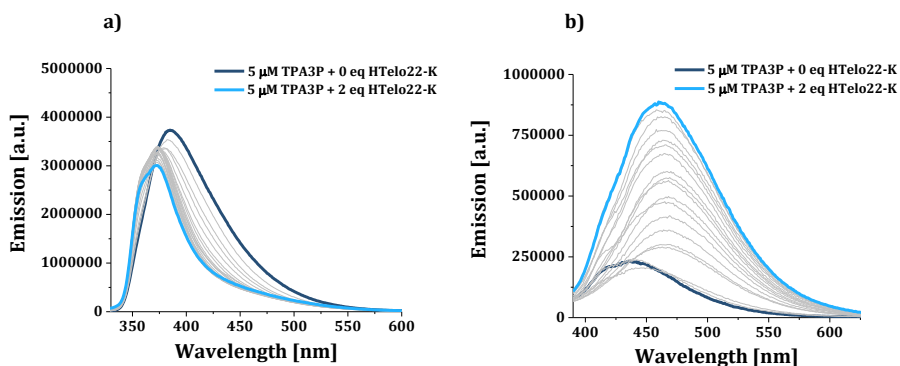 a)
5 µM TPA3P + 0 eq HTelo22-K
5 µM TPA3P + 2 eq HTelo22-K
Emission [a.u.]
5000000
4000000
3000000
2000000
1000000
0
350
400
450
500
550
600
Wavelength [nm]
b)
5 µM TPA3P + 0 eq HTelo22-K
5 µM TPA3P + 2 eq HTelo22-K
Emission [a.u.]
1000000
750000
500000
250000
0
400
450
500
550
600
Wavelength [nm]